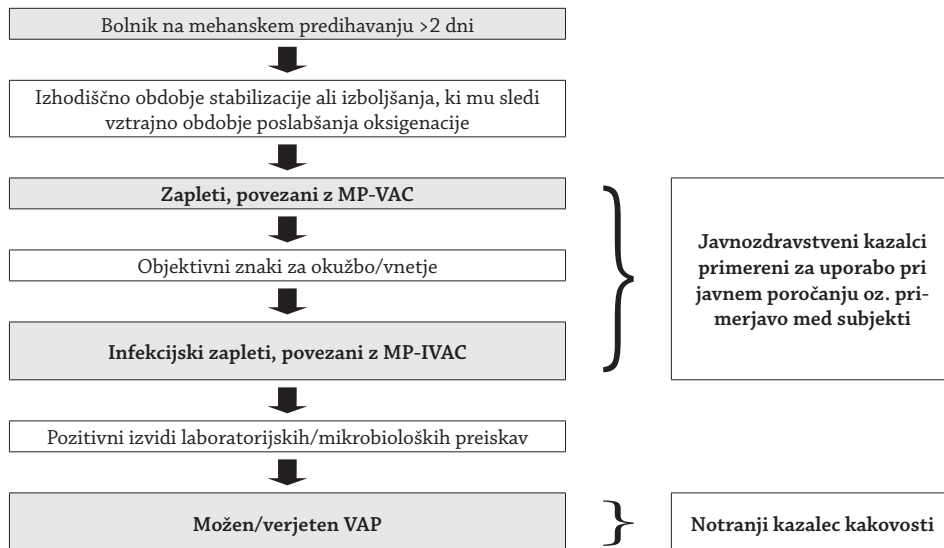 Bolnik na mehanskem predihavanju >2 dni
Izhodiščno obdobje stabilizacije ali izboljšanja, ki mu sledi
vztrajno obdobje poslabšanja oksigenacije
Zapleti, povezani z MP-VAC
Objektivni znaki za okužbo/vnetje
Infekcijski zapleti, povezani z MP-IVAC
Javnozdravstveni kazalci
primereni za uporabo pri
javnem poročanju oz. pri-
merjavo med subjekti
Pozitivni izvidi laboratorijskih/mikrobioloških preiskav
Možen/verjeten VAP
Notranji kazalec kakovosti